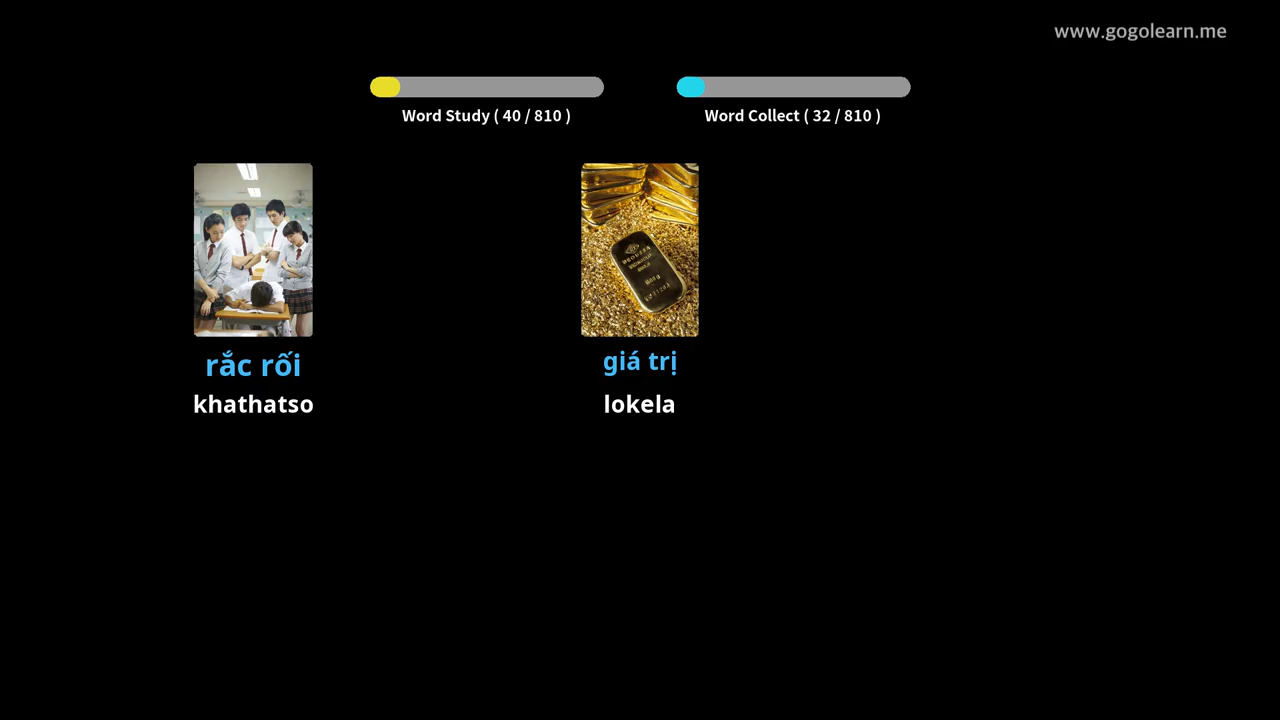 www.gogolearn.me
Word Study ( 40 / 810 )
Word Collect ( 32 / 810 )
rắc rối
khathatso
giá trị
lokela